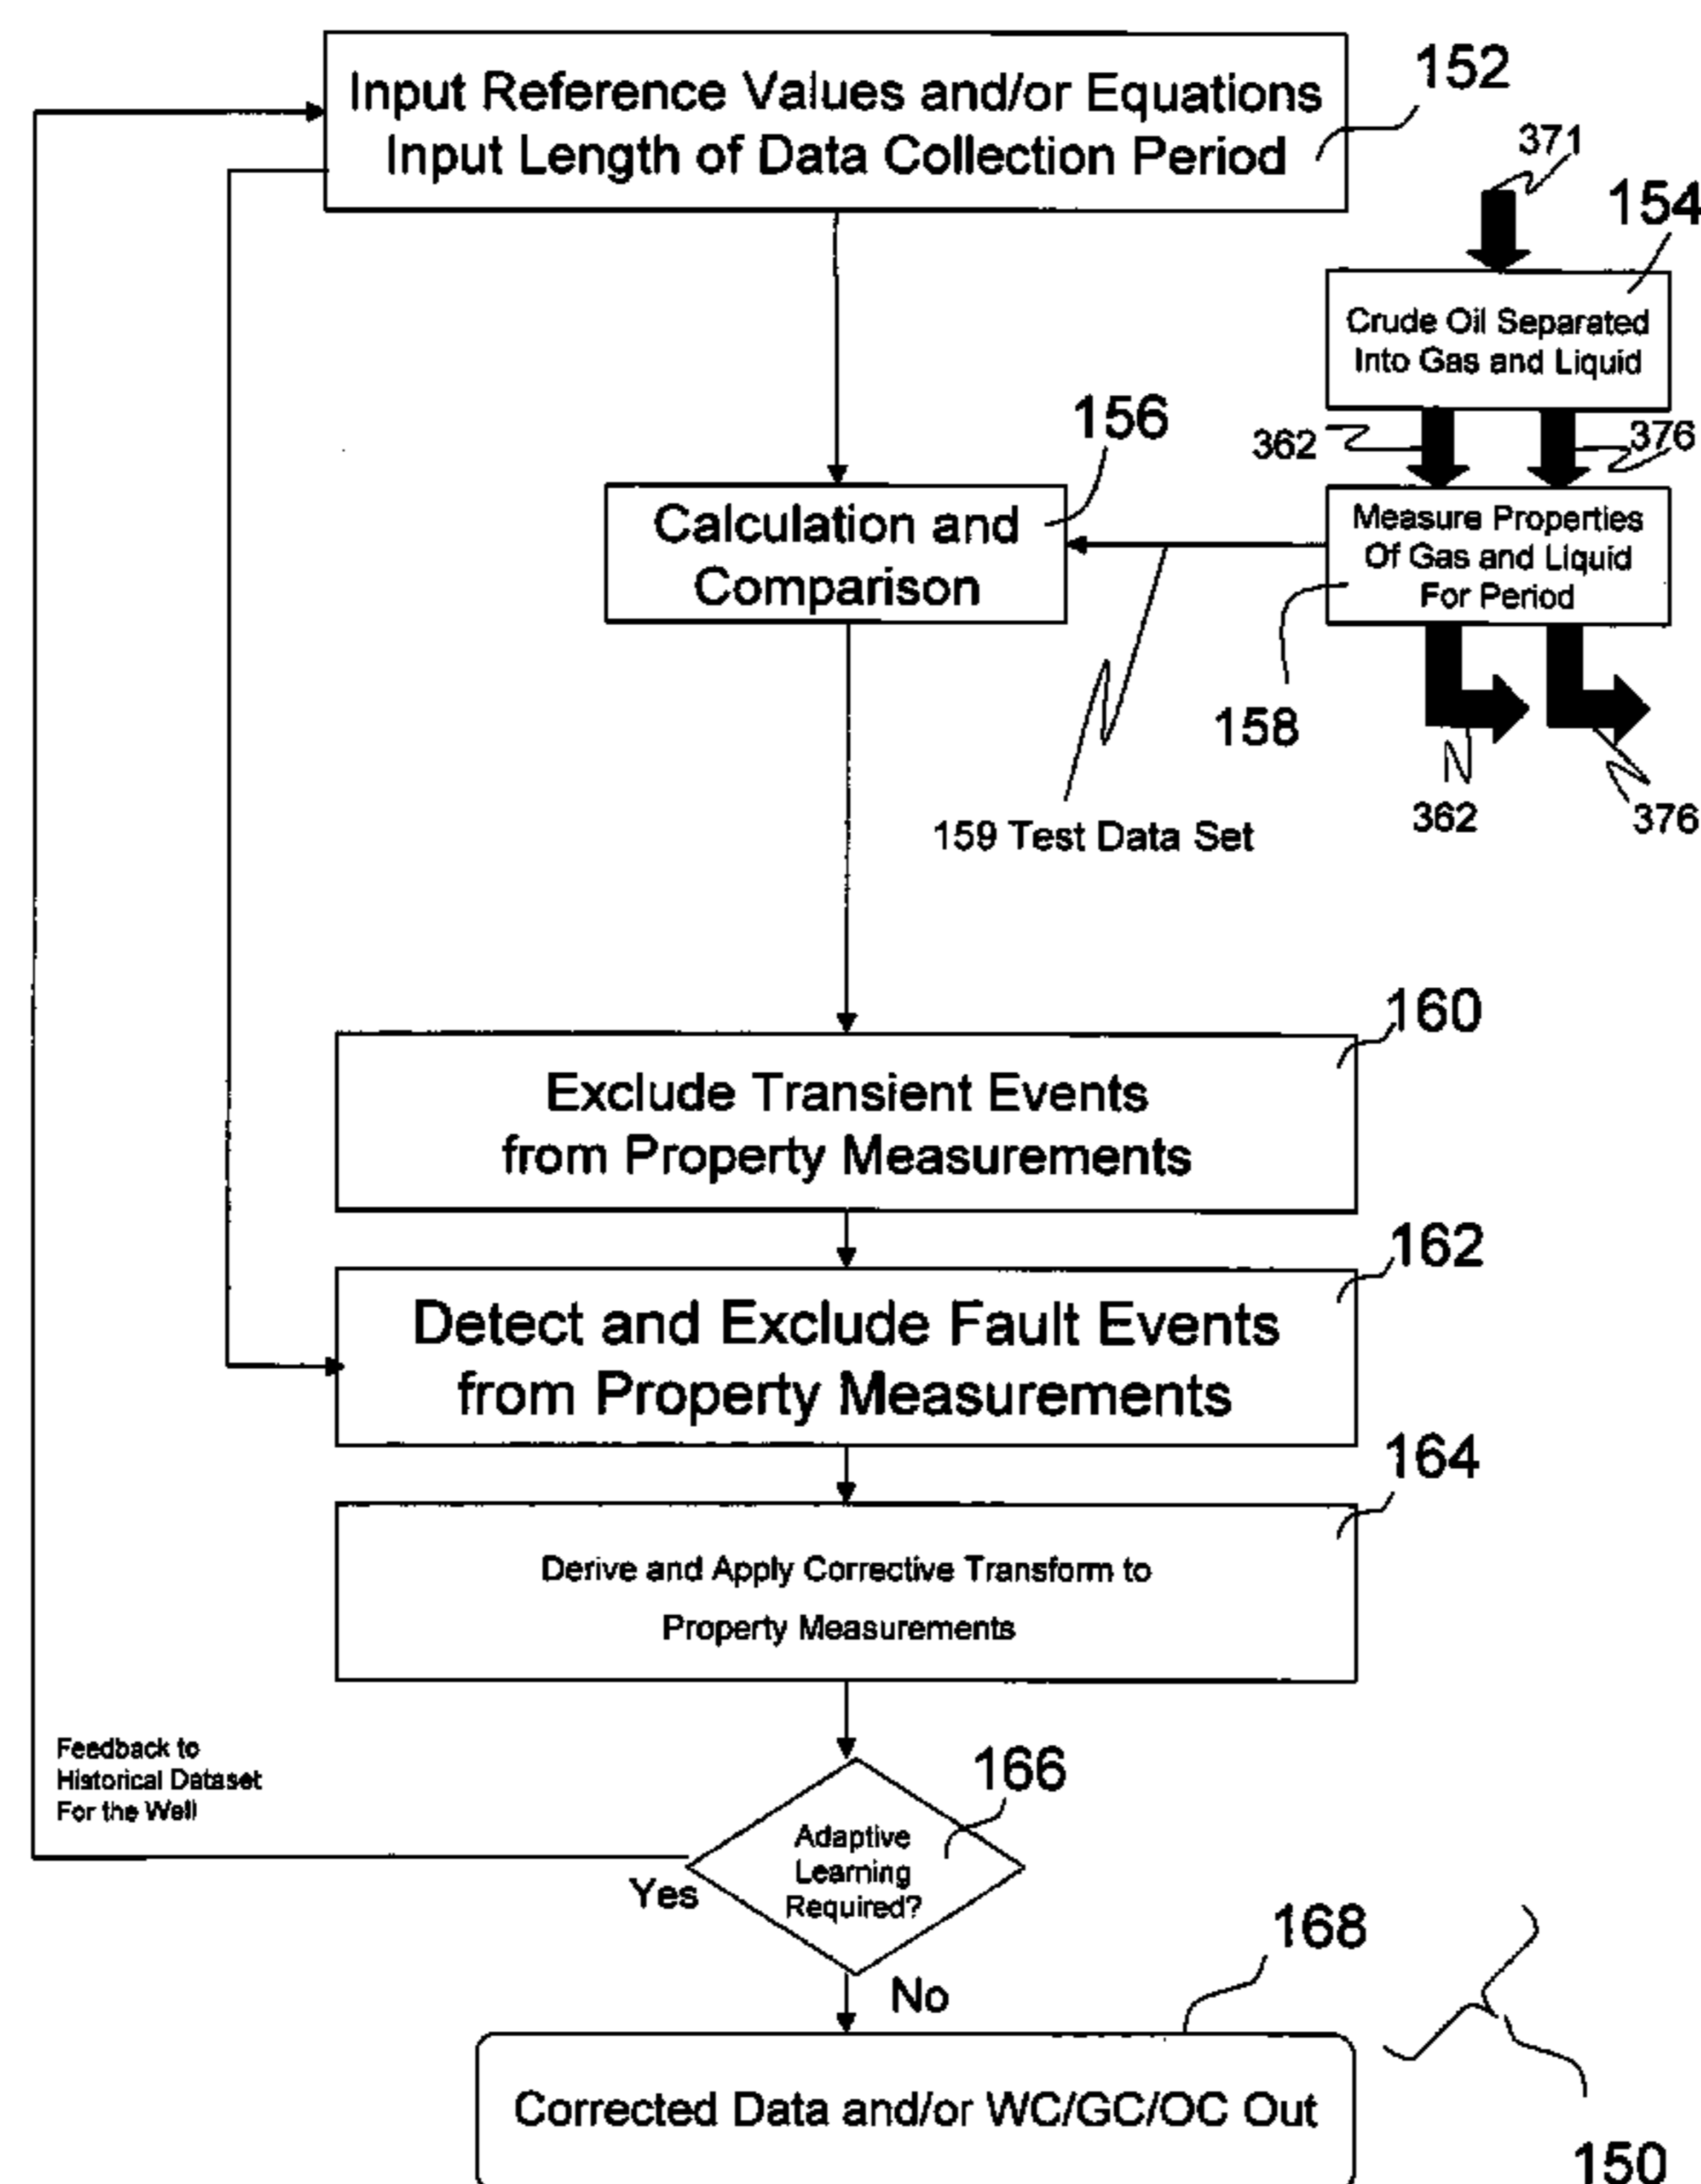 Input Reference Values and/or Equations
Input Length of Data Collection Period
152
371
154
Crude Oil Separated
Into Gas and Liquid
156
362
376
Calculation and
Comparison
Measure Properties
Of Gas and Liquid
For Period
158
362
376
159 Test Data Set
160
Exclude Transient Events
from Property Measurements
162
Detect and Exclude Fault Events
from Property Measurements
164
Derive and Apply Corrective Transform to
Property Measurements
Feedback to
Historical Dataset
For the Well
166
Adaptive
Learning
Required?
Yes
168
No
Corrected Data and/or WC/GC/OC Out
150